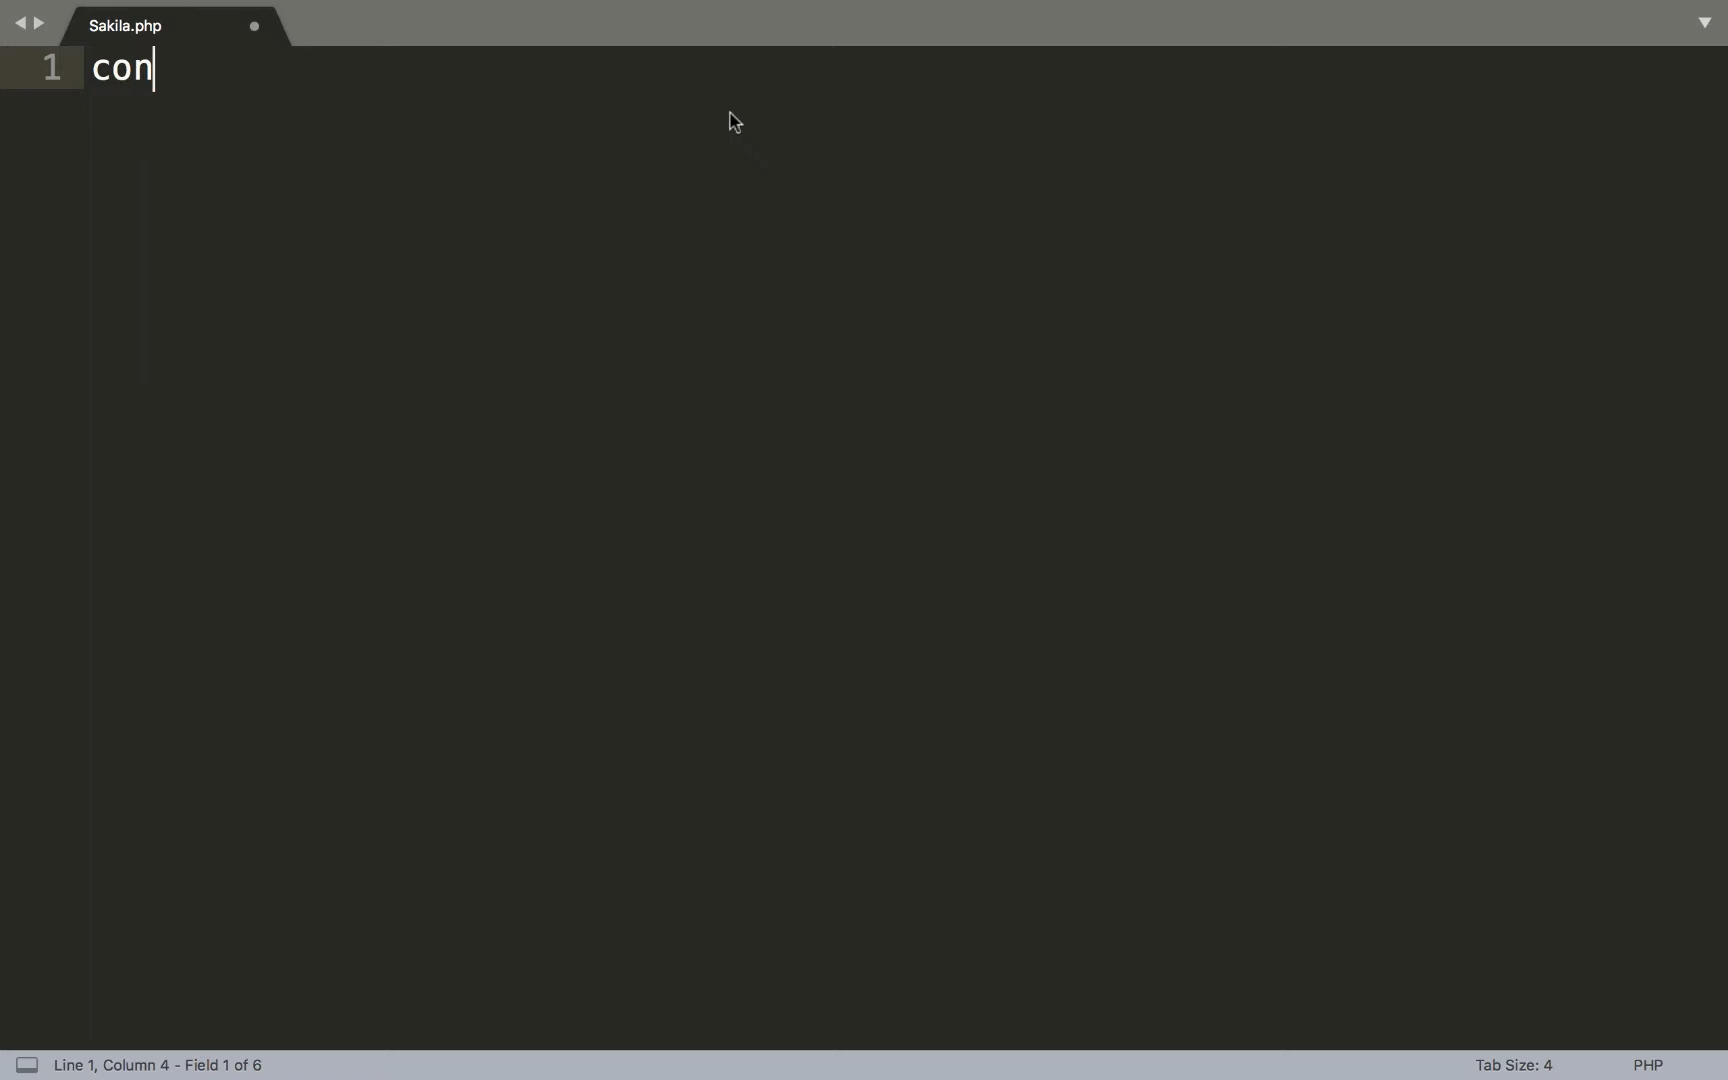 Sakila.php
1 con
Line 1, Column 4 - Field 1 of 6
Tab Size: 4
PHP